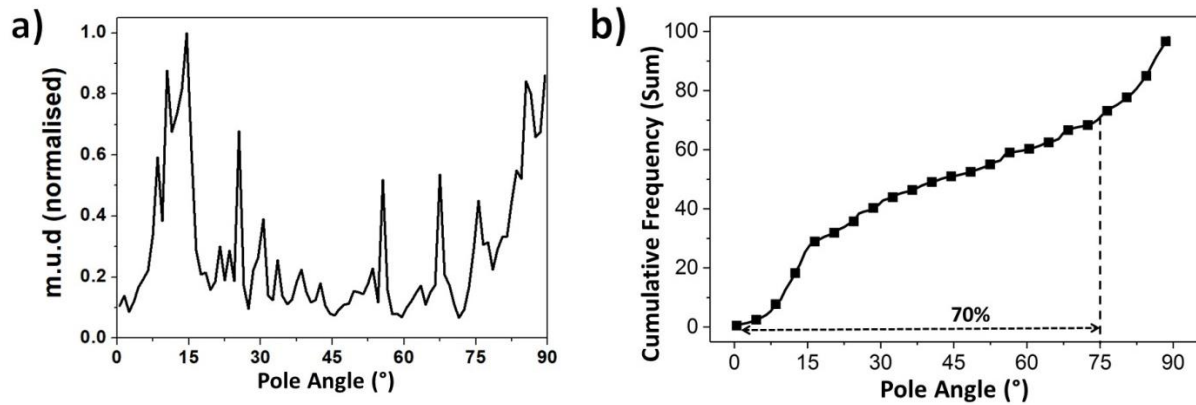 a)
m.u.d (normalised)
1.0
0.8
0.6
0.4
0.2
0.0
0 15 30 45 60 75 90
Pole Angle (°)
b)
Cumulative Frequency (Sum)
100
80
60
40
20
0
70%
0 15 30 45 60 75 90
Pole Angle (°)